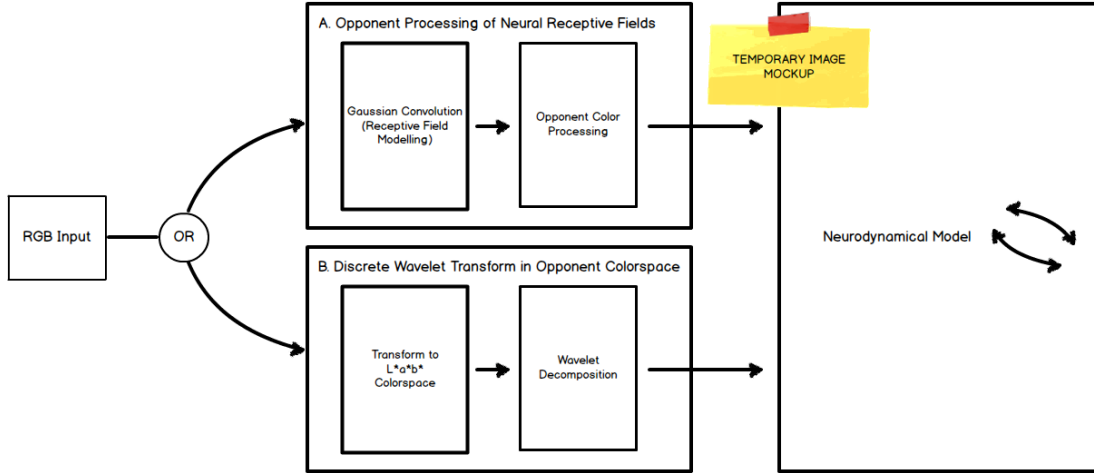 A. Opponent Processing of Neural Receptive Fields
Gaussian Convolution
(Receptive Field
Modelling)
Opponent Color
Processing
TEMPORARY IMAGE
MOCKUP
RGB Input
OR
Neurodynamical Model
B. Discrete Wavelet Transform in Opponent Colorspace
Transform to
L*a*b*
Colorspace
Wavelet
Decomposition